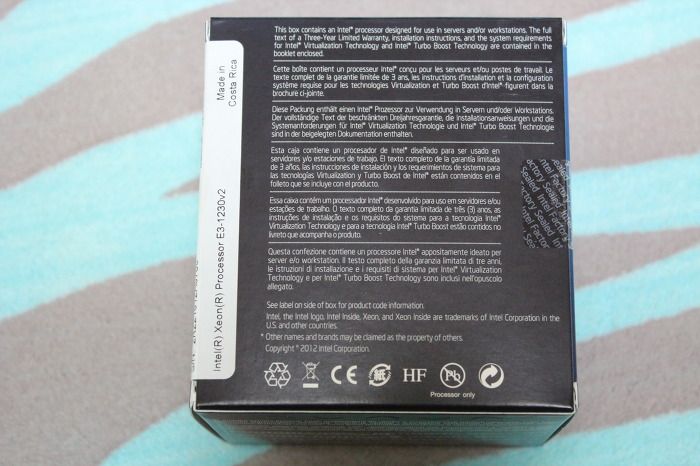 This box contains an Intel® processor designed for use in servers and/or workstations. The full
text of a Three-Year Limited Warranty, installation instructions, and the system requirements
for Intel® Virtualization Technology and Intel® Turbo Boost Technology are contained in the
booklet enclosed.
Cette boîte contient un processeur Intel® conçu pour les serveurs et/ou postes de travail. Le
texte complet de la garantie limitée de 3 ans, les instructions d'installation et la configuration
système requise pour les technologies Intel® Virtualization et Turbo Boost d'Intel® figurent dans la
brochure ci-jointe.
Diese Packung enthält einen Intel® Prozessor zur Verwendung in Servern und/oder Workstations.
Der vollständige Text der beschränkten Dreijahresgarantie, die Installationsanweisungen und die
Systemanforderungen für Intel® Virtualization Technologie und Intel® Turbo Boost Technologie
sind in der beigelegten Dokumentation enthalten.
Esta caja contiene un procesador de Intel® diseñado para ser usado en
servidores y/o estaciones de trabajo. El texto completo de la garantía limitada
de 3 años, las instrucciones de instalación y los requerimientos de sistema para
las tecnologías Virtualization y Turbo Boost de Intel® están contenidos en el
folleto que se incluye con el producto.
Essa caixa contém um processador Intel® desenvolvido para uso em servidores e/ou
estações de trabalho. O texto completo da garantia limitada de três (3) anos, as
instruções de instalação e os requisitos do sistema para a tecnologia Intel®
Virtualization Technology e para a tecnologia Intel® Turbo Boost estão contidos no
livreto que acompanha o produto.
Questa confezione contiene un processore Intel® appositamente ideato per
server e/o workstation. Il testo completo della garanzia limitata di tre anni,
le istruzioni di installazione e i requisiti di sistema per Intel® Virtualization
Technology e per Intel® Turbo Boost Technology sono inclusi nell'opuscolo
allegato.
See label on side of box for product code information.
Intel, the Intel logo, Intel Inside, Xeon, and Xeon Inside are trademarks of Intel Corporation in the
U.S. and other countries.
* Other names and brands may be claimed as the property of others.
Copyright © 2012 Intel Corporation.
CE HF Pb
Processor only
Made in
Costa Rica
Intel(R) Xeon(R) Processor E3-1230v2
Intel Factory
Sealed